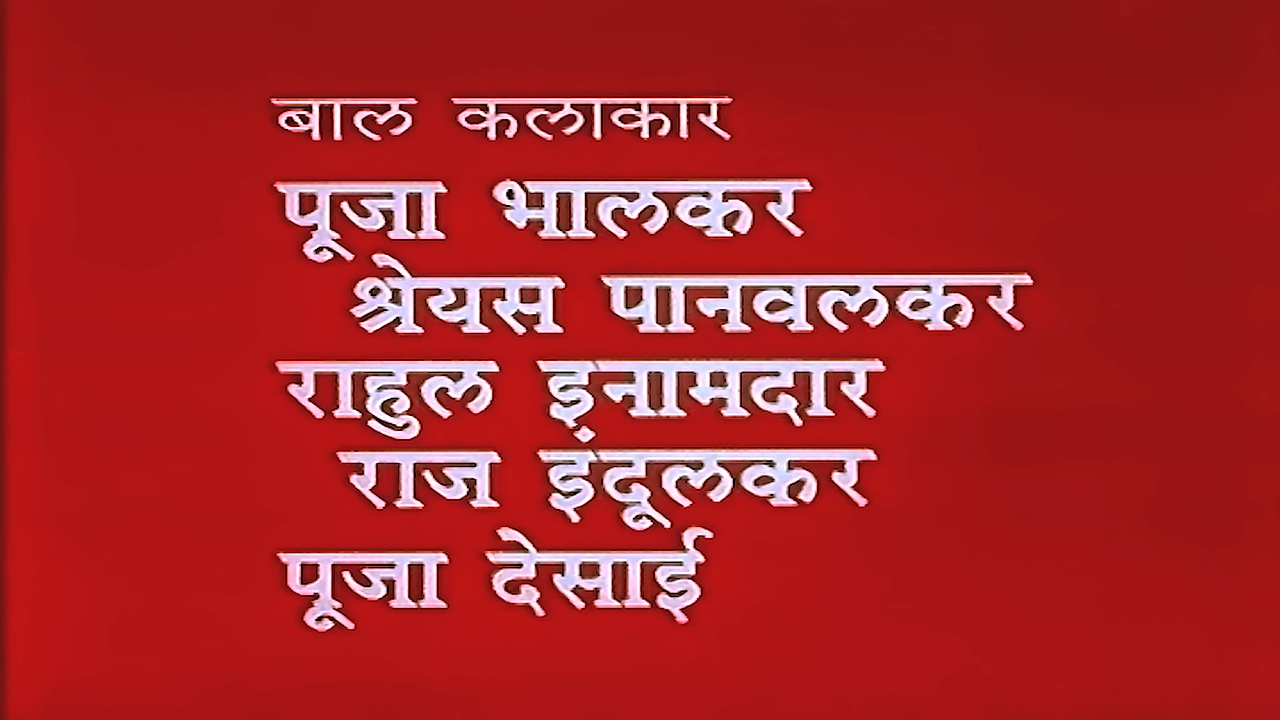 बाल कलाकार
पूजा भालकर
श्रेयस पानवलकर
राहुल इनामदार
राज इंदूलकर
पूजा देसाई